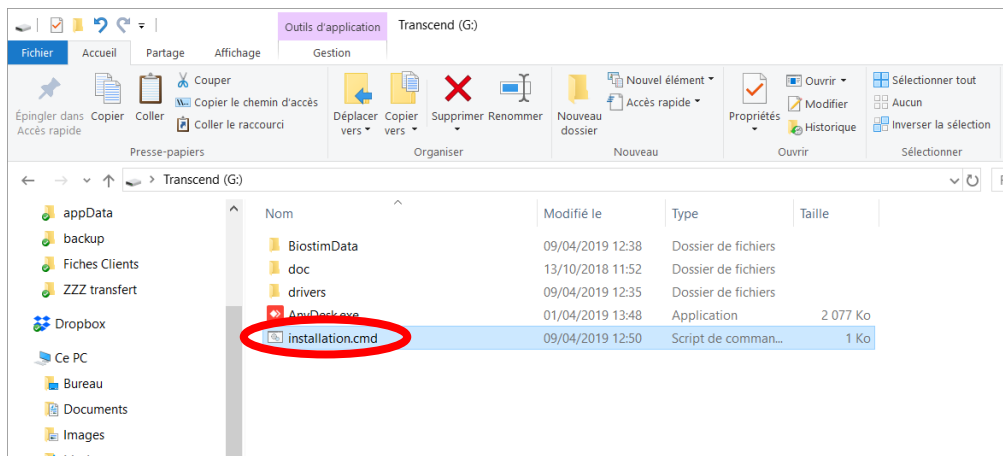 Outils d'application Transcend (G:)
Fichier Accueil Partage Affichage Gestion
Épingler dans Accès rapide
Copier
Coller
Couper
Copier le chemin d'accès
Coller le raccourci
Presse-papiers
Déplacer vers
Copier vers
Supprimer
Renommer
Organiser
Nouveau dossier
Nouvel élément
Accès rapide
Nouveau
Propriétés
Ouvrir
Modifier
Historique
Ouvrir
Sélectionner tout
Aucun
Inverser la sélection
Sélectionner
Transcend (G:)
appData
backup
Fiches Clients
ZZZ transfert
Dropbox
Ce PC
Bureau
Documents
Images
Nom Modifié le Type Taille
BiostimData 09/04/2019 12:38 Dossier de fichiers
doc 13/10/2018 11:52 Dossier de fichiers
drivers 09/04/2019 12:35 Dossier de fichiers
AnyDesk.exe 01/04/2019 13:48 Application 2 077 Ko
installation.cmd 09/04/2019 12:50 Script de comman... 1 Ko